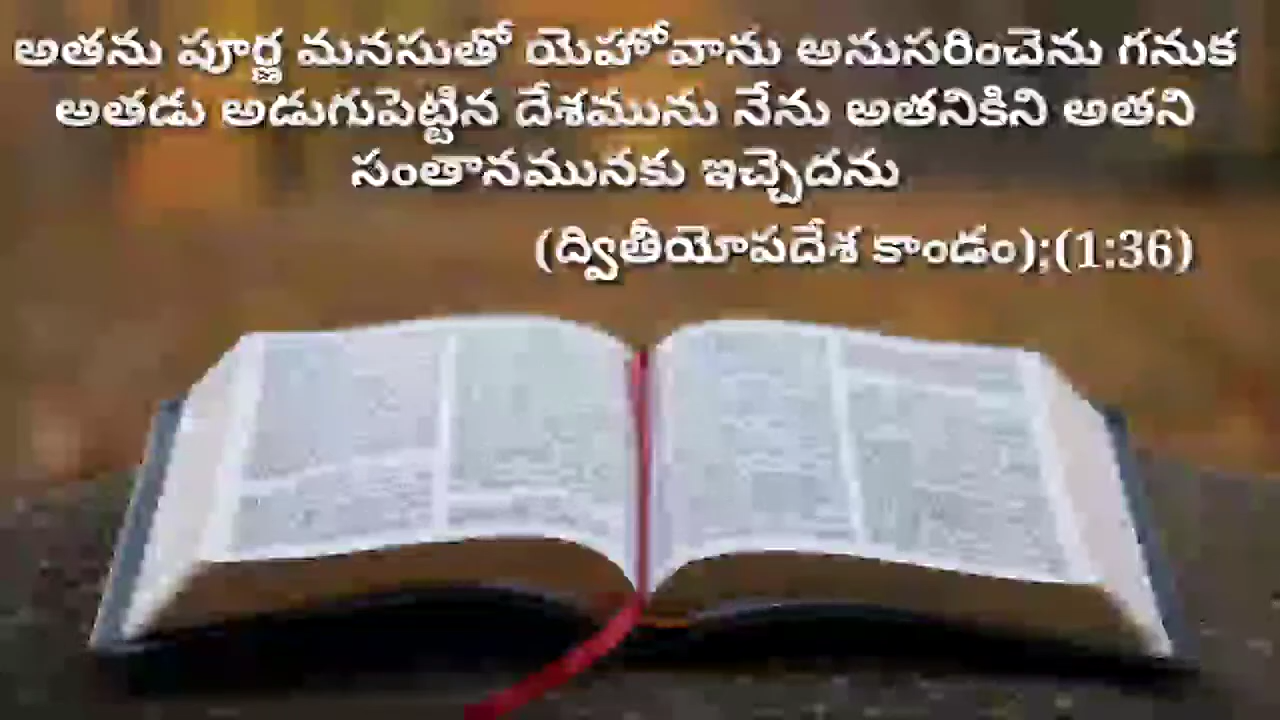 అతను పూర్ణ మనసుతో యెహోవాను అనుసరించెను గనుక
అతడు అడుగుపెట్టిన దేశమును నేను అతనికిని అతని
సంతానమునకు ఇచ్చెదను
(ద్వితీయోపదేశ కాండం);(1:36)